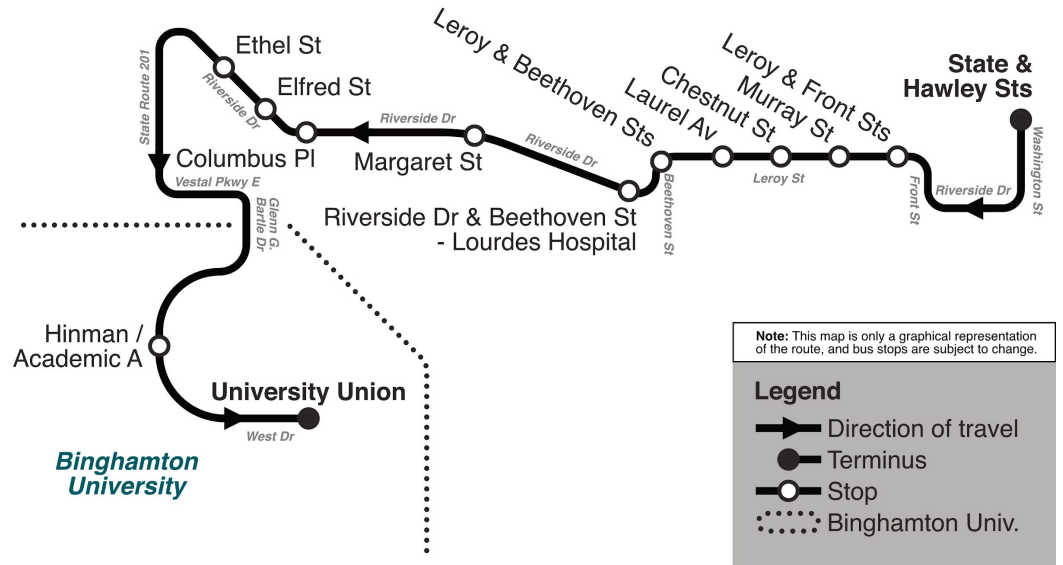 Ethel St
Elfred St
Columbus Pl
Margaret St
Riverside Dr & Beethoven St
- Lourdes Hospital
Leroy & Beethoven Sts
Laurel Av
Chestnut St
Murray St
Leroy & Front Sts
State &
Hawley Sts
State Route 201
Riverside Dr
Riverside Dr
Riverside Dr
Beethoven St
Leroy St
Front St
Riverside Dr
Washington St
Vestal Pkwy E
Glenn G.
Bartle Dr
Hinman /
Academic A
University Union
West Dr
Binghamton
University
Note: This map is only a graphical representation
of the route, and bus stops are subject to change.
Legend
Direction of travel
Terminus
Stop
Binghamton Univ.